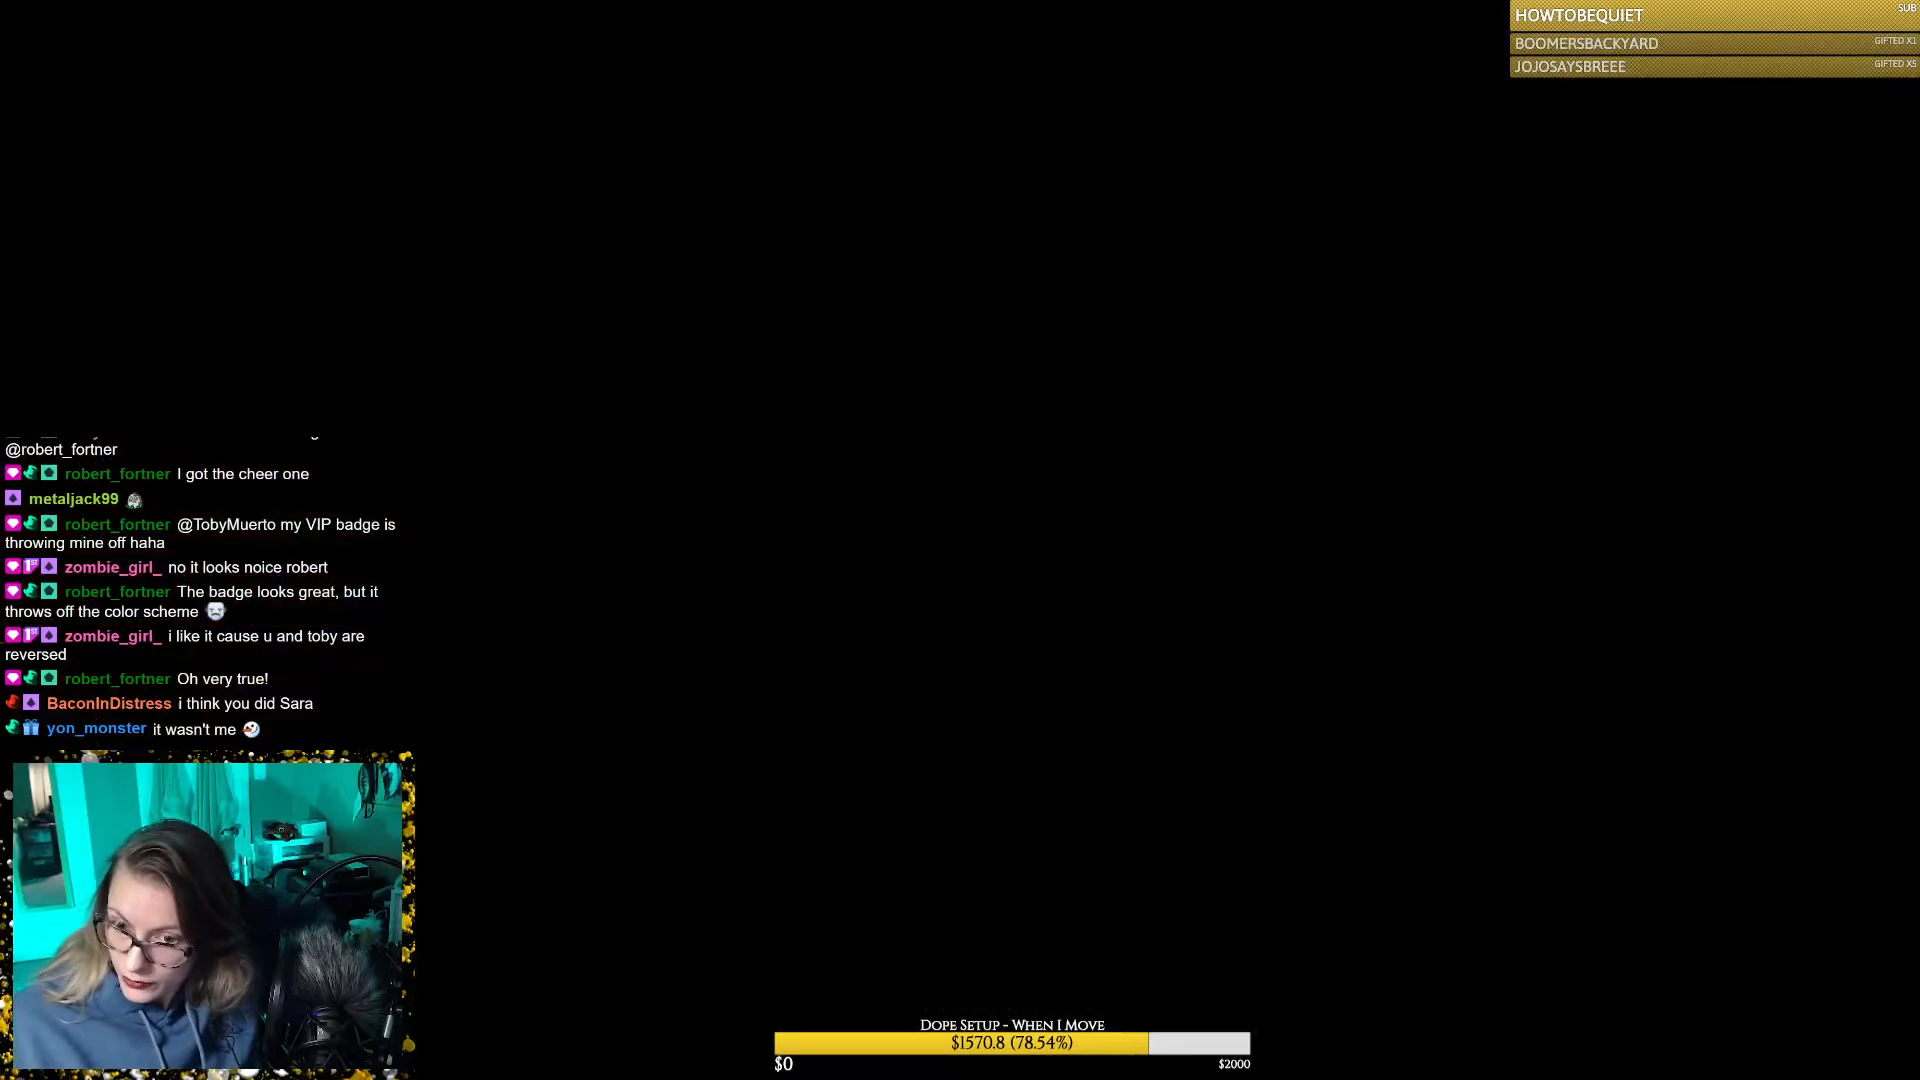 HOWTOBEQUIET
SUB
BOOMERSBACKYARD
GIFTED X1
JOJOSAYSBREEE
GIFTED X5
@robert_fortner
robert_fortner I got the cheer one
metaljack99
robert_fortner @TobyMuerto my VIP badge is
throwing mine off haha
zombie_girl_ no it looks noice robert
robert_fortner The badge looks great, but it
throws off the color scheme
zombie_girl_ i like it cause u and toby are
reversed
robert_fortner Oh very true!
BaconInDistress i think you did Sara
yon_monster it wasn't me
Dope Setup - When I Move
$1570.8 (78.54%)
$0
$2000